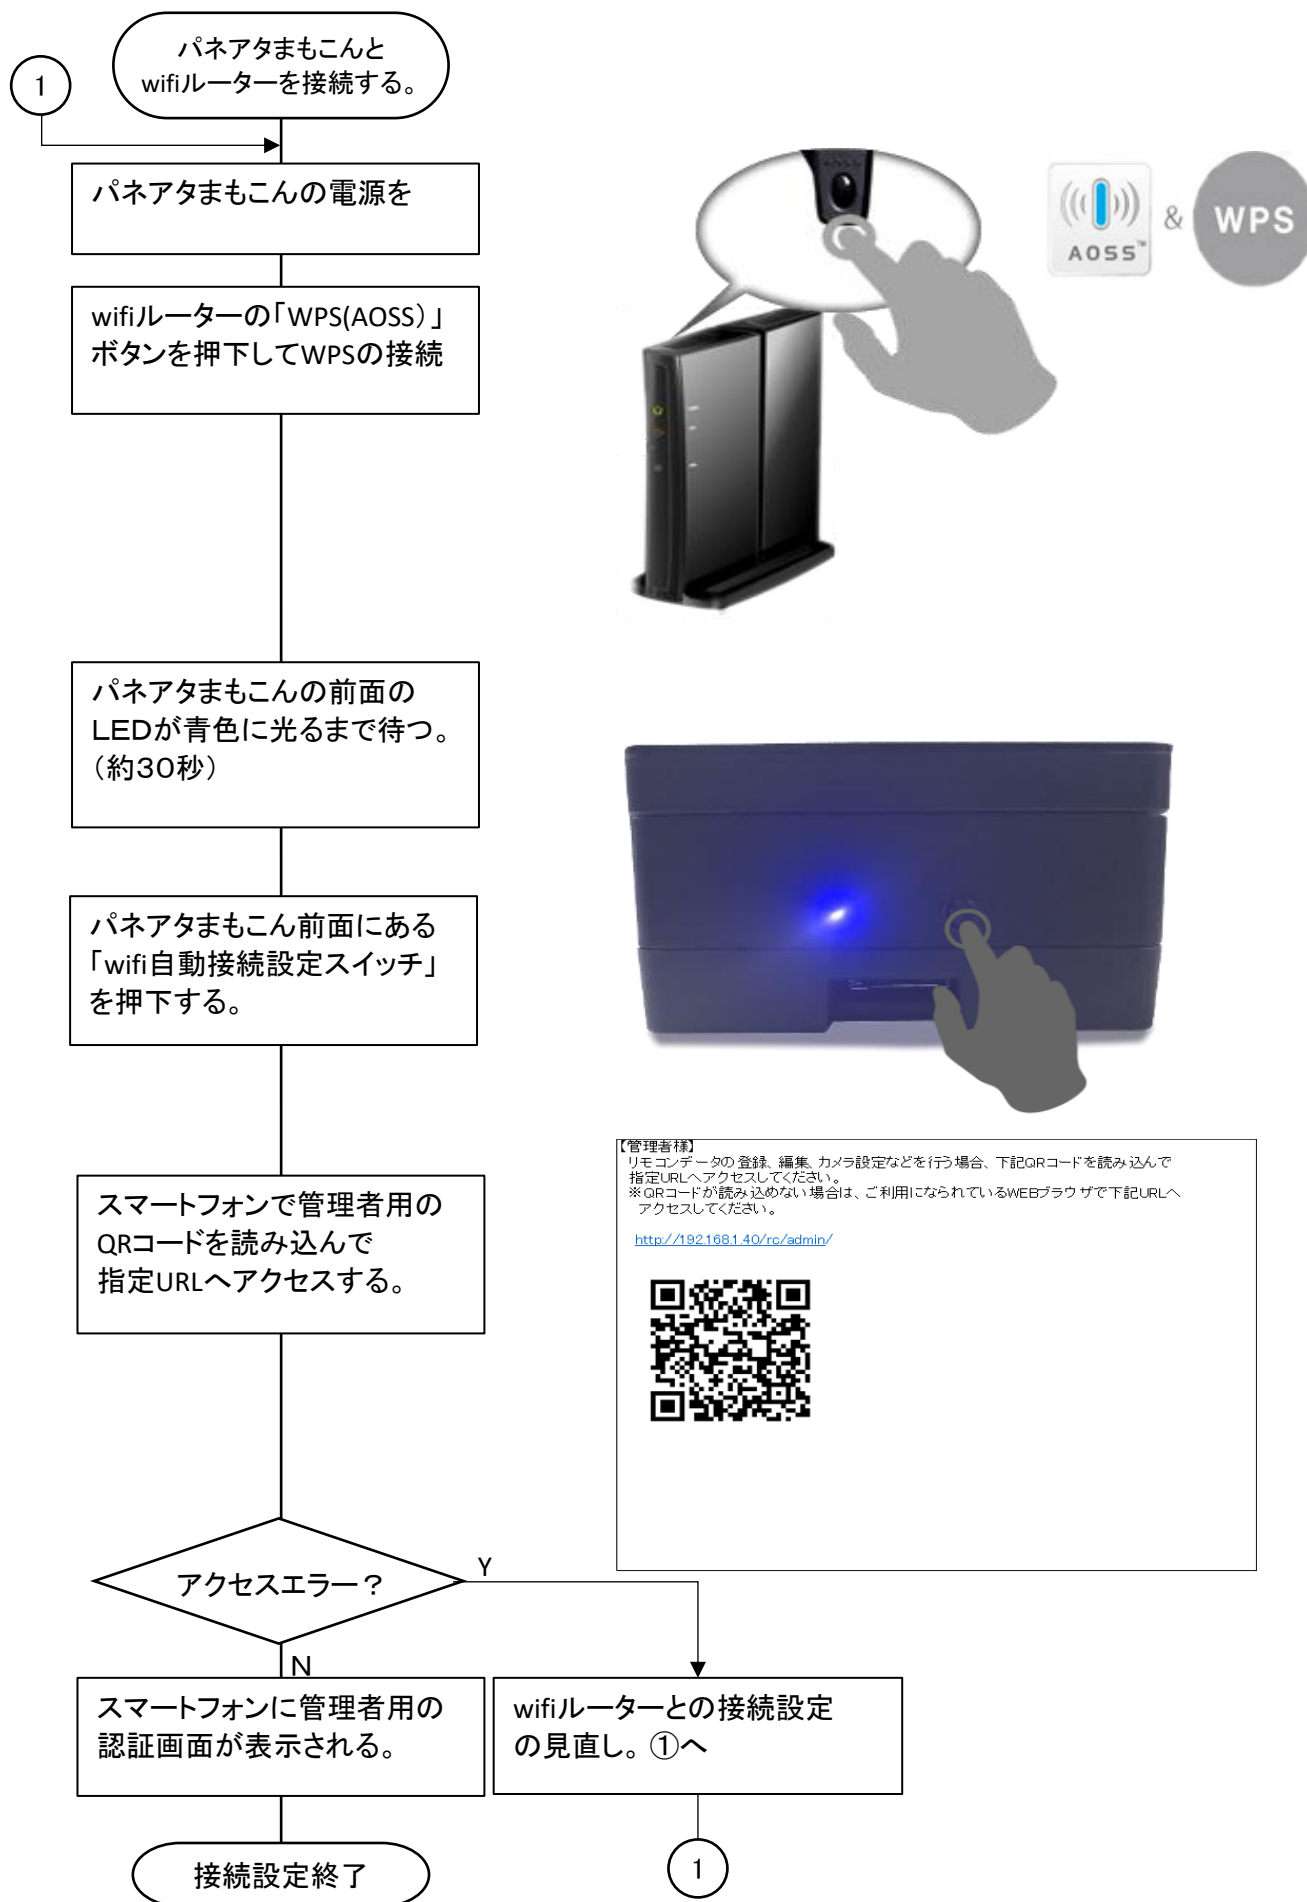 パネアタまもこんと
wifiルーターを接続する。
1
パネアタまもこんの電源を
wifiルーターの「WPS(AOSS)」
ボタンを押下してWPSの接続
AOSS™
&
WPS
パネアタまもこんの前面の
LEDが青色に光るまで待つ。
（約30秒）
パネアタまもこん前面にある
「wifi自動接続設定スイッチ」
を押下する。
スマートフォンで管理者用の
QRコードを読み込んで
指定URLへアクセスする。
【管理者様】
リモコンデータの登録、編集、カメラ設定などを行う場合、下記QRコードを読み込んで
指定URLへアクセスしてください。
※QRコードが読み込めない場合は、ご利用になられているWEBブラウザで下記URLへ
アクセスしてください。
http://192.168.1.40/rc/admin/
アクセスエラー？
Y
N
スマートフォンに管理者用の
認証画面が表示される。
wifiルーターとの接続設定
の見直し。①へ
接続設定終了
1